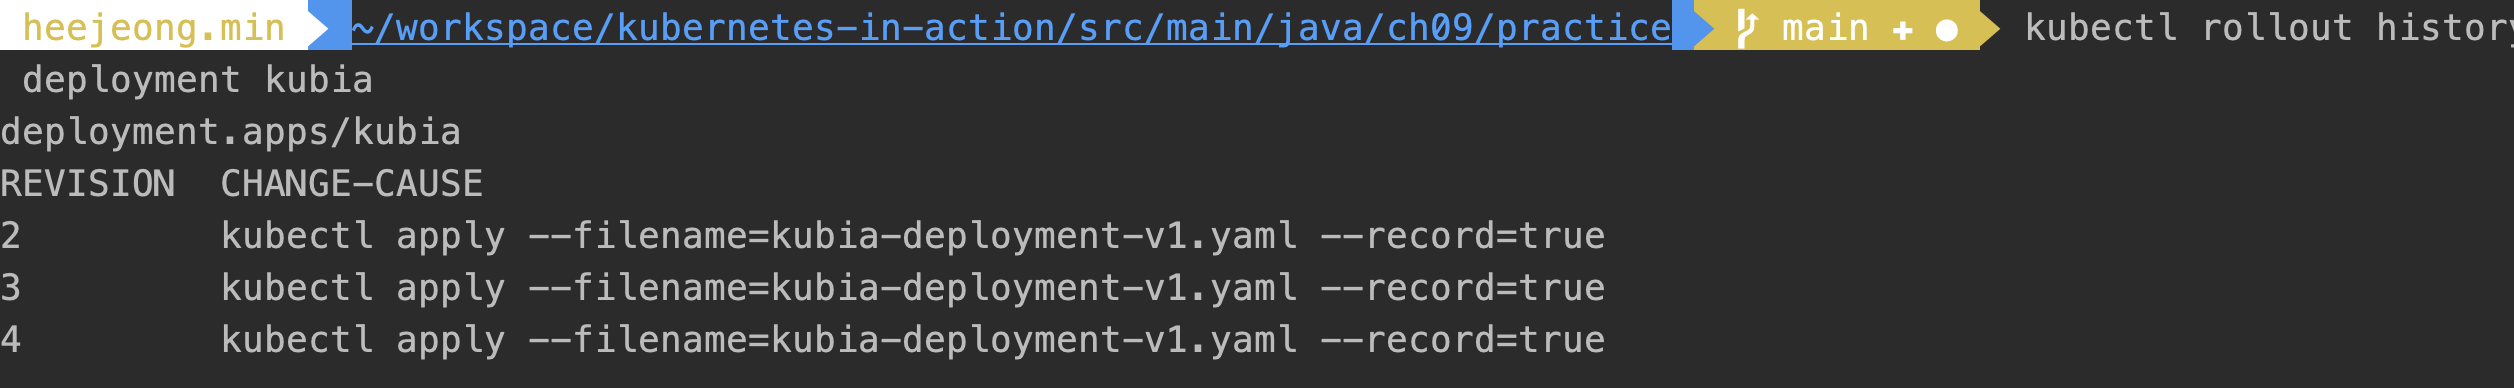 heejeong.min ~/workspace/kubernetes-in-action/src/main/java/ch09/practice main + ● kubectl rollout history
deployment kubia
deployment.apps/kubia
REVISION  CHANGE-CAUSE
2         kubectl apply --filename=kubia-deployment-v1.yaml --record=true
3         kubectl apply --filename=kubia-deployment-v1.yaml --record=true
4         kubectl apply --filename=kubia-deployment-v1.yaml --record=true